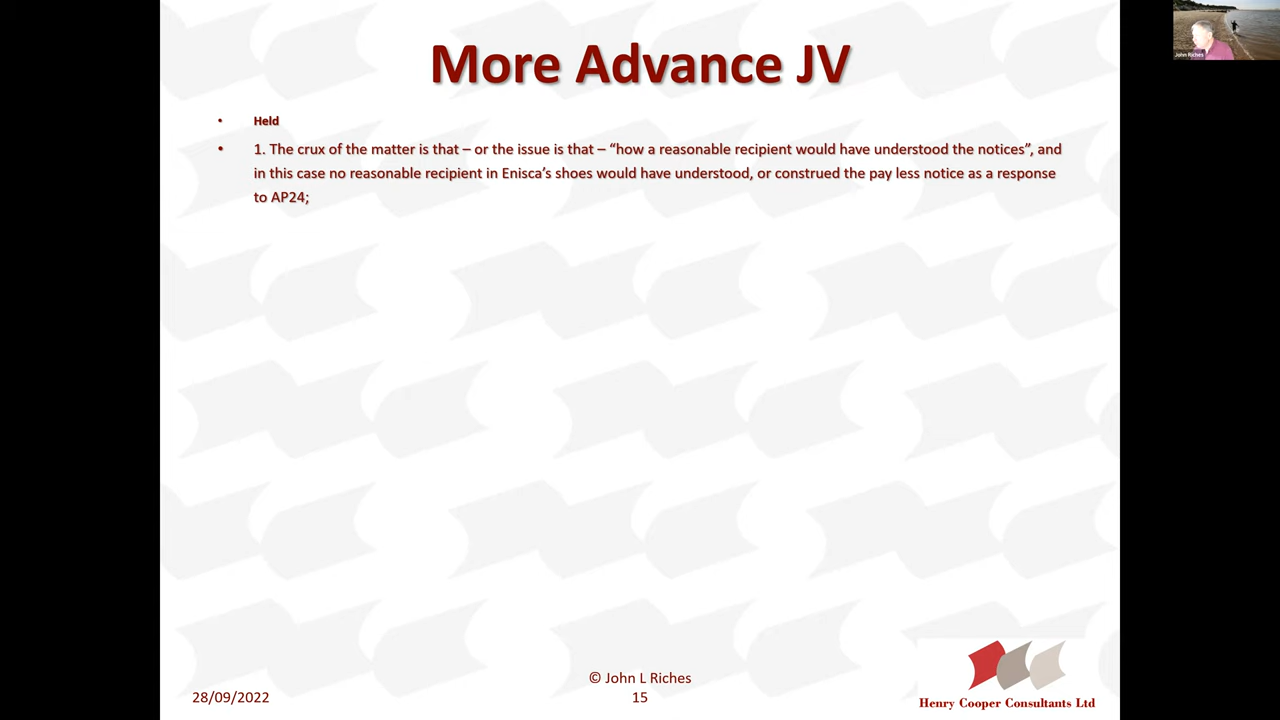 More Advance JV
John Riches
• Held
• 1. The crux of the matter is that – or the issue is that – “how a reasonable recipient would have understood the notices”, and
in this case no reasonable recipient in Enisca’s shoes would have understood, or construed the pay less notice as a response
to AP24;
© John L Riches
28/09/2022
15
Henry Cooper Consultants Ltd